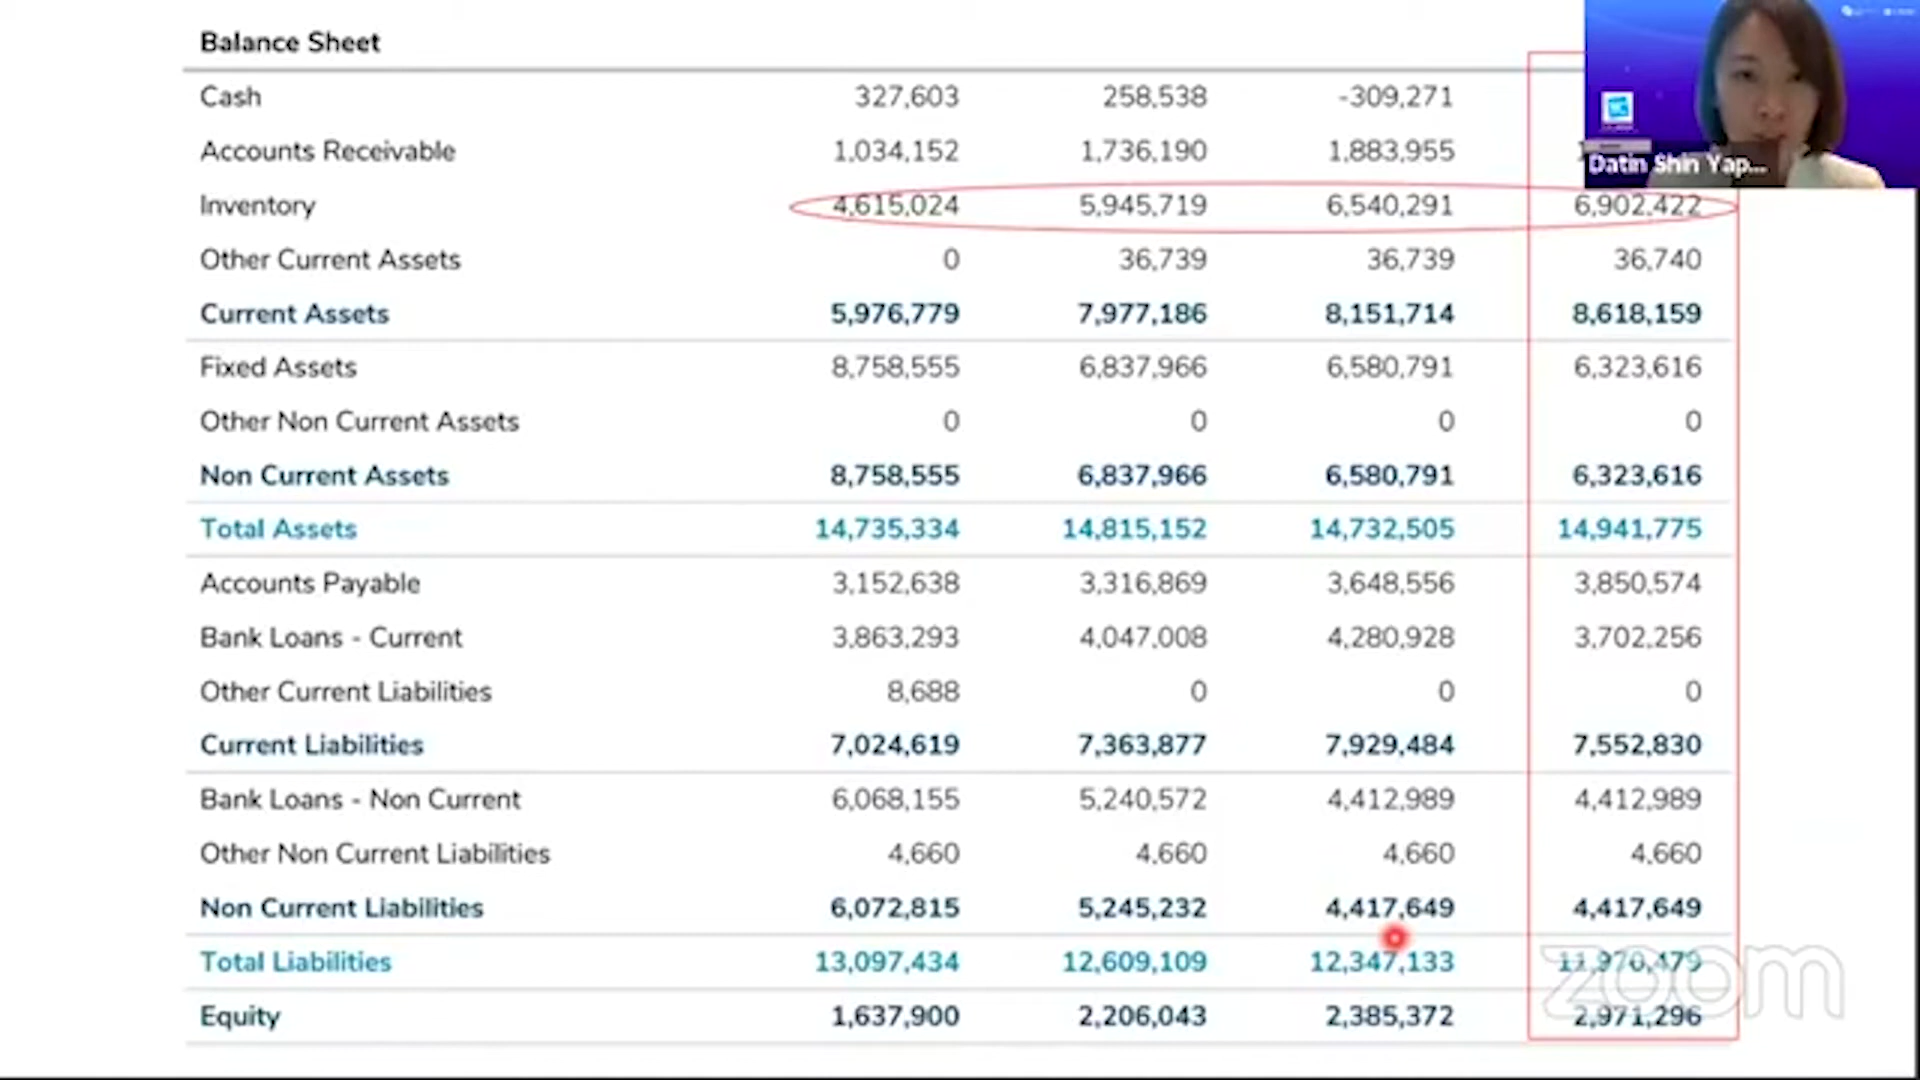 Balance Sheet
Cash 327,603 258,538 -309,271
Accounts Receivable 1,034,152 1,736,190 1,883,955
Datin Shin Yap...
Inventory 4,615,024 5,945,719 6,540,291 6,902,422
Other Current Assets 0 36,739 36,739 36,740
Current Assets 5,976,779 7,977,186 8,151,714 8,618,159
Fixed Assets 8,758,555 6,837,966 6,580,791 6,323,616
Other Non Current Assets 0 0 0 0
Non Current Assets 8,758,555 6,837,966 6,580,791 6,323,616
Total Assets 14,735,334 14,815,152 14,732,505 14,941,775
Accounts Payable 3,152,638 3,316,869 3,648,556 3,850,574
Bank Loans - Current 3,863,293 4,047,008 4,280,928 3,702,256
Other Current Liabilities 8,688 0 0 0
Current Liabilities 7,024,619 7,363,877 7,929,484 7,552,830
Bank Loans - Non Current 6,068,155 5,240,572 4,412,989 4,412,989
Other Non Current Liabilities 4,660 4,660 4,660 4,660
Non Current Liabilities 6,072,815 5,245,232 4,417,649 4,417,649
Total Liabilities 13,097,434 12,609,109 12,347,133 11,970,479
zoom
Equity 1,637,900 2,206,043 2,385,372 2,971,296